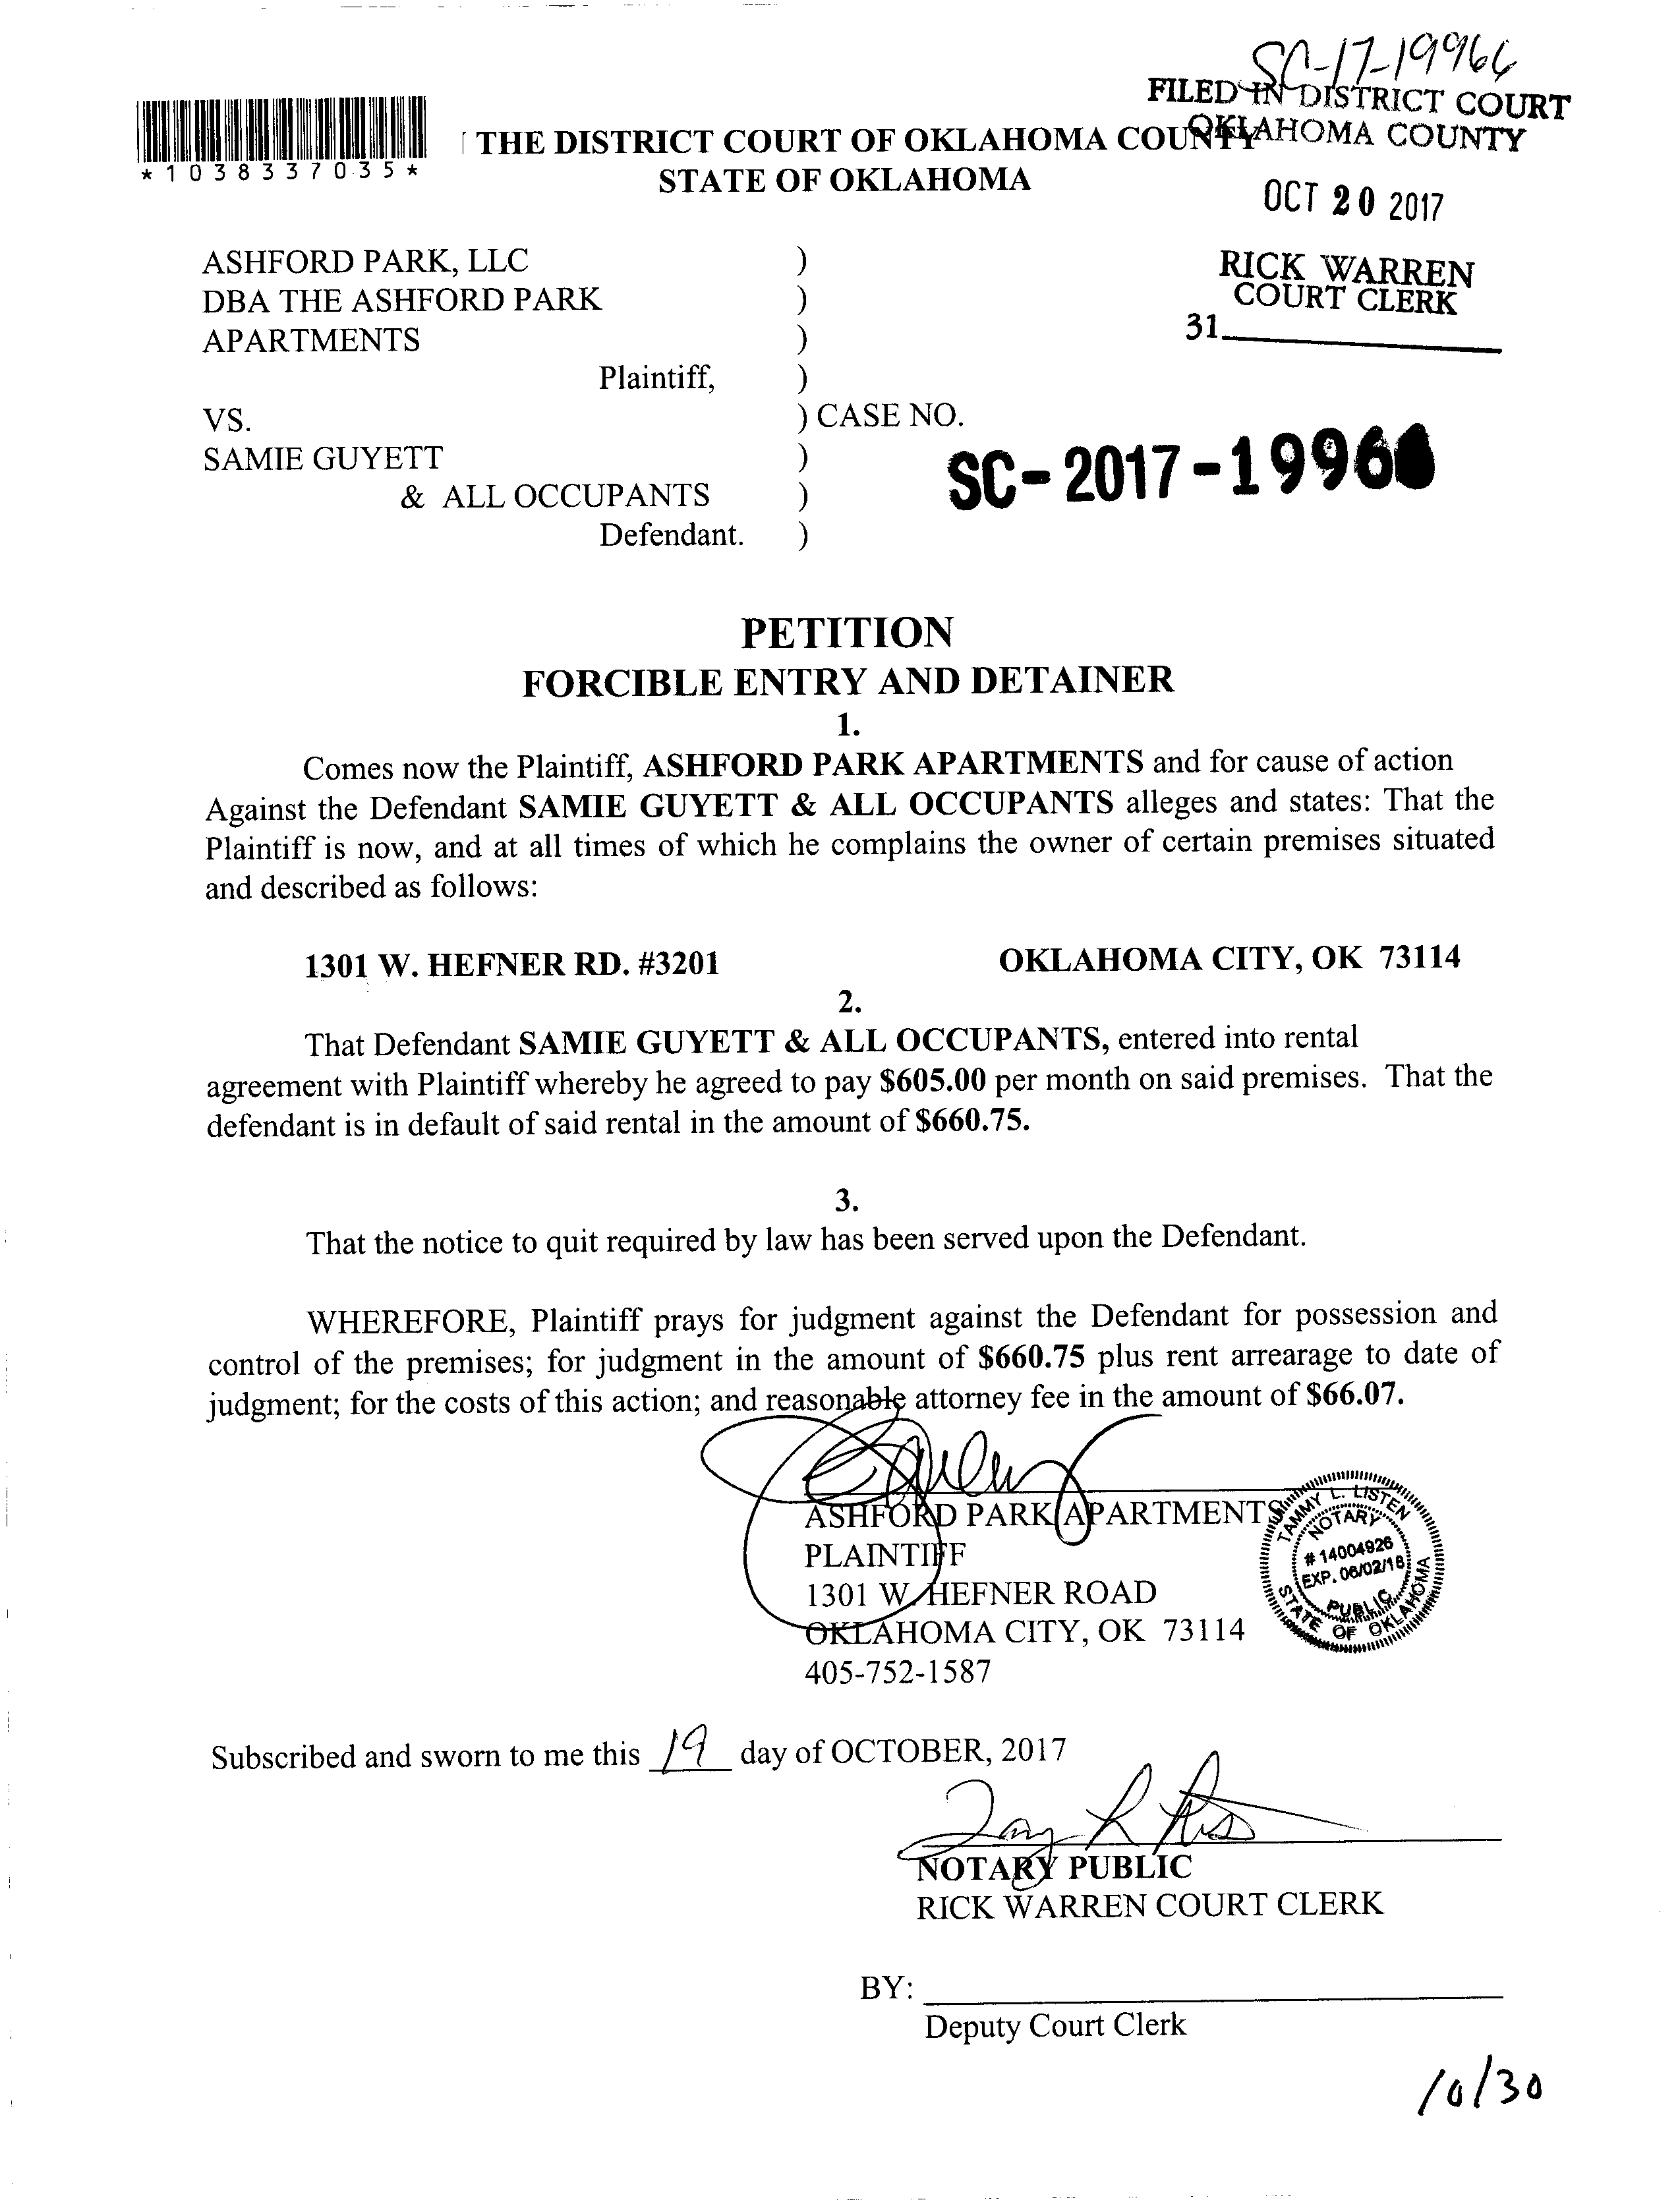 SC-17-19966
FILED IN DISTRICT COURT
OKLAHOMA COUNTY
*1038337035*
THE DISTRICT COURT OF OKLAHOMA COUNTY
STATE OF OKLAHOMA
OCT 20 2017
RICK WARREN
COURT CLERK
31
ASHFORD PARK, LLC )
DBA THE ASHFORD PARK )
APARTMENTS )
Plaintiff, )
VS. ) CASE NO.
SAMIE GUYETT )
SC-2017-1996
& ALL OCCUPANTS )
Defendant. )
PETITION
FORCIBLE ENTRY AND DETAINER
1.
Comes now the Plaintiff, ASHFORD PARK APARTMENTS and for cause of action
Against the Defendant SAMIE GUYETT & ALL OCCUPANTS alleges and states: That the
Plaintiff is now, and at all times of which he complains the owner of certain premises situated
and described as follows:
1301 W. HEFNER RD. #3201 OKLAHOMA CITY, OK 73114
2.
That Defendant SAMIE GUYETT & ALL OCCUPANTS, entered into rental
agreement with Plaintiff whereby he agreed to pay $605.00 per month on said premises. That the
defendant is in default of said rental in the amount of $660.75.
3.
That the notice to quit required by law has been served upon the Defendant.
WHEREFORE, Plaintiff prays for judgment against the Defendant for possession and
control of the premises; for judgment in the amount of $660.75 plus rent arrearage to date of
judgment; for the costs of this action; and reasonable attorney fee in the amount of $66.07.
ASHFORD PARK APARTMENTS
PLAINTIFF
1301 W. HEFNER ROAD
OKLAHOMA CITY, OK 73114
405-752-1587
TAMMY L. LISTEN
NOTARY
# 14004926
EXP. 06/02/18
PUBLIC
STATE OF OKLAHOMA
Subscribed and sworn to me this 19 day of OCTOBER, 2017
NOTARY PUBLIC
RICK WARREN COURT CLERK
BY:
Deputy Court Clerk
10/30